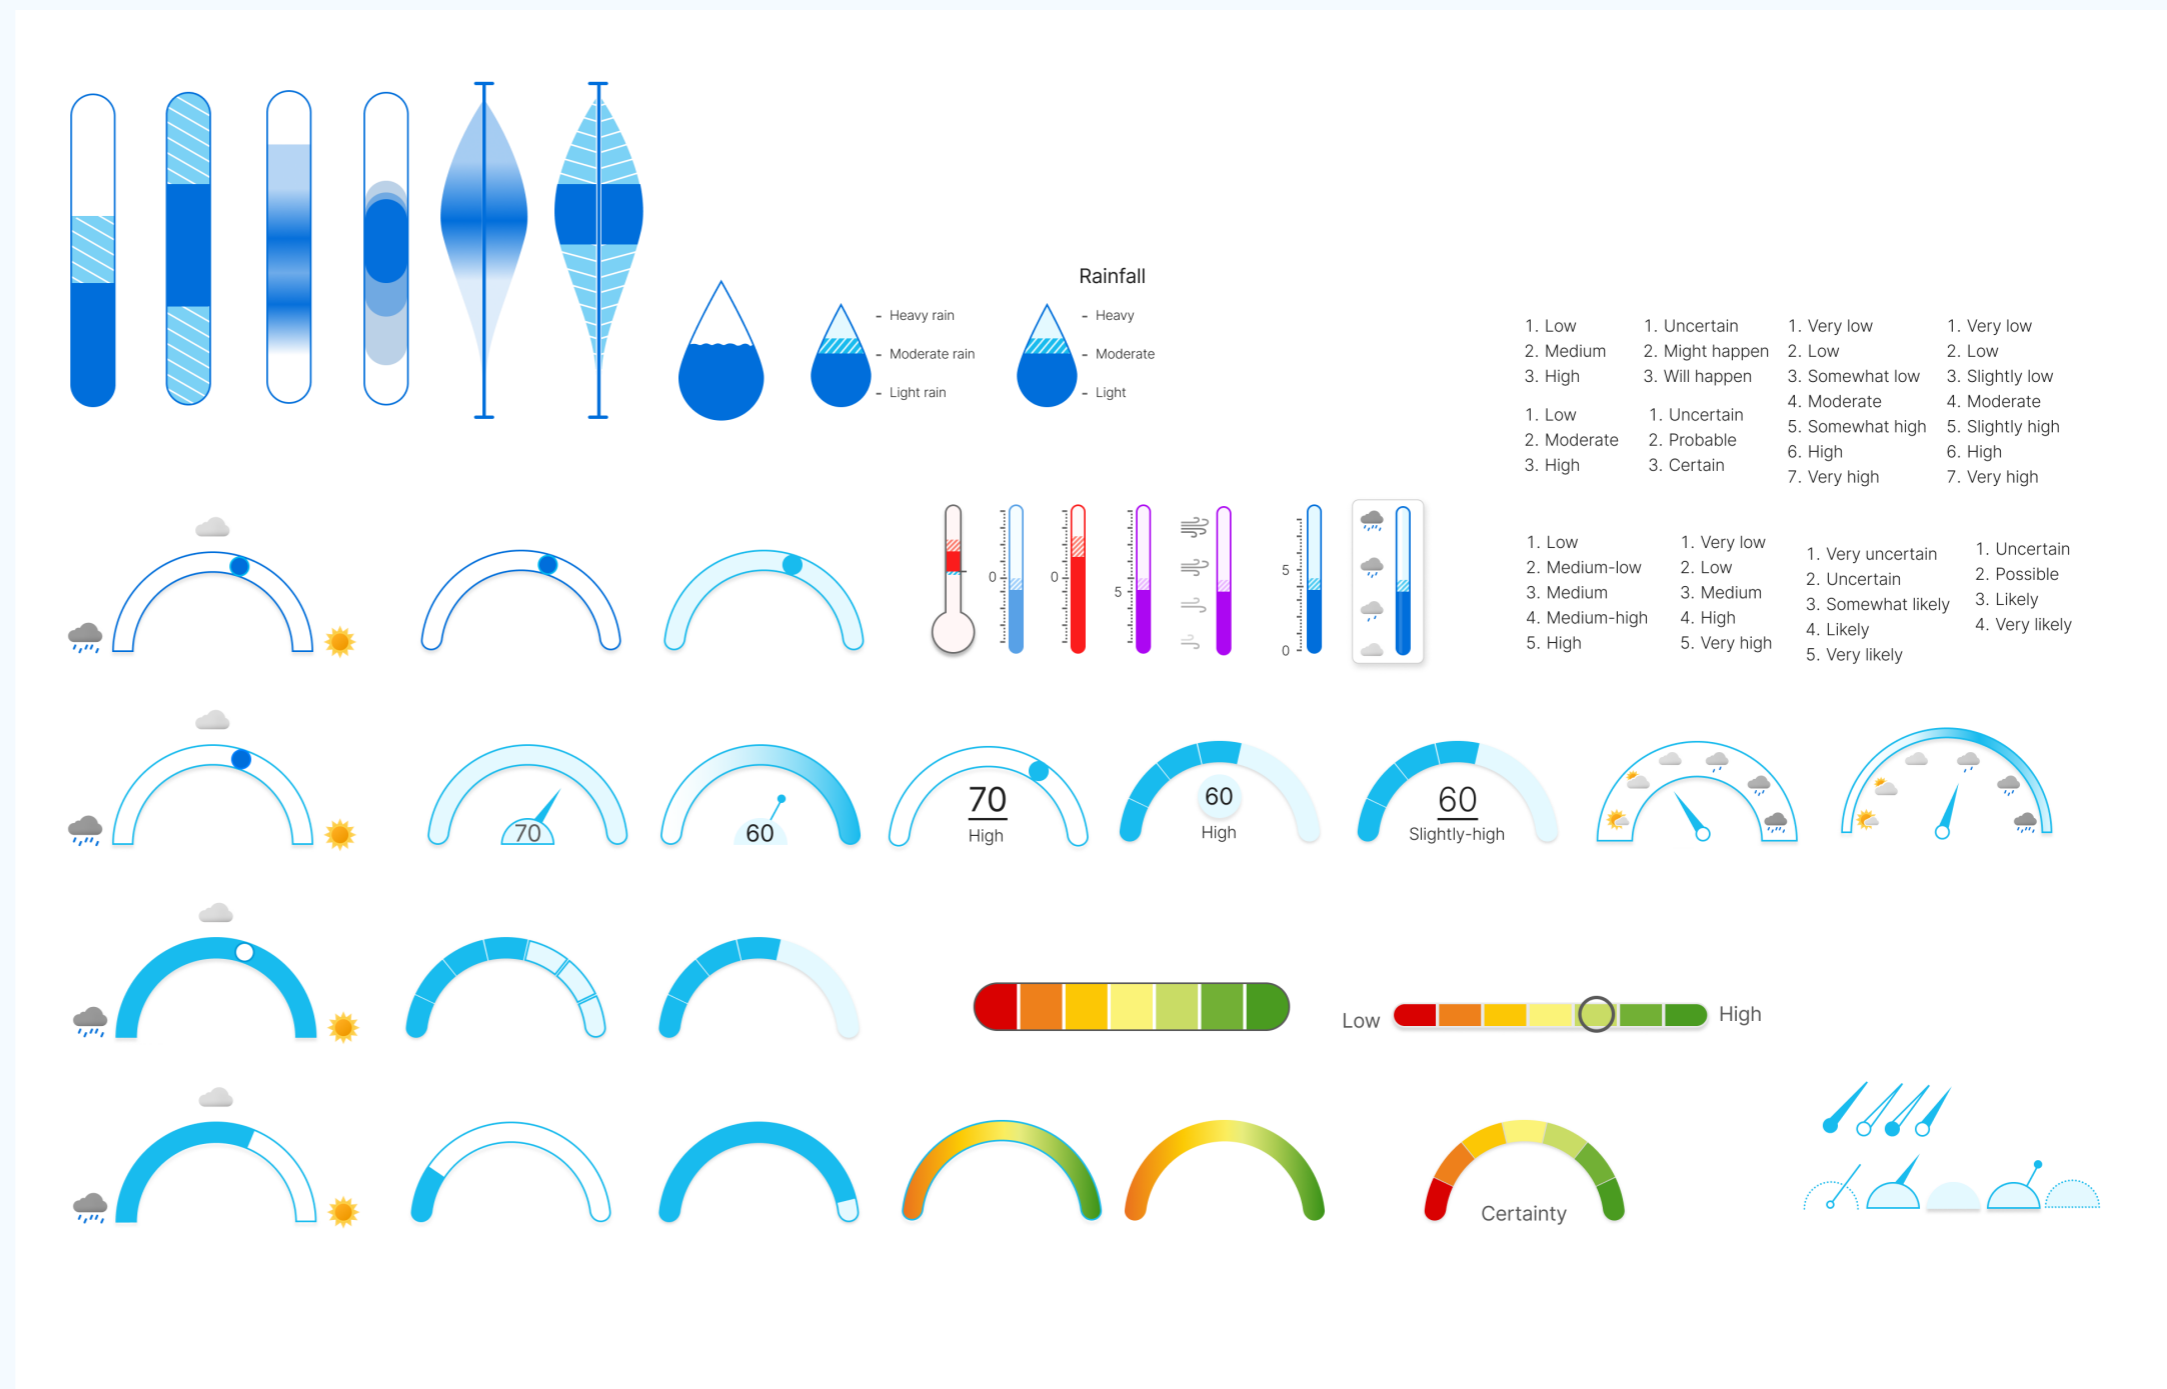 Rainfall
- Heavy rain
- Moderate rain
- Light rain
- Heavy
- Moderate
- Light
1. Low
2. Medium
3. High
1. Uncertain
2. Might happen
3. Will happen
1. Very low
2. Low
3. Somewhat low
4. Moderate
5. Somewhat high
6. High
7. Very high
1. Very low
2. Low
3. Slightly low
4. Moderate
5. Slightly high
6. High
7. Very high
1. Low
2. Moderate
3. High
1. Uncertain
2. Probable
3. Certain
0
0
5
5
0
1. Low
2. Medium-low
3. Medium
4. Medium-high
5. High
1. Very low
2. Low
3. Medium
4. High
5. Very high
1. Very uncertain
2. Uncertain
3. Somewhat likely
4. Likely
5. Very likely
1. Uncertain
2. Possible
3. Likely
4. Very likely
70
60
70
High
60
High
60
Slightly-high
Low
High
Certainty